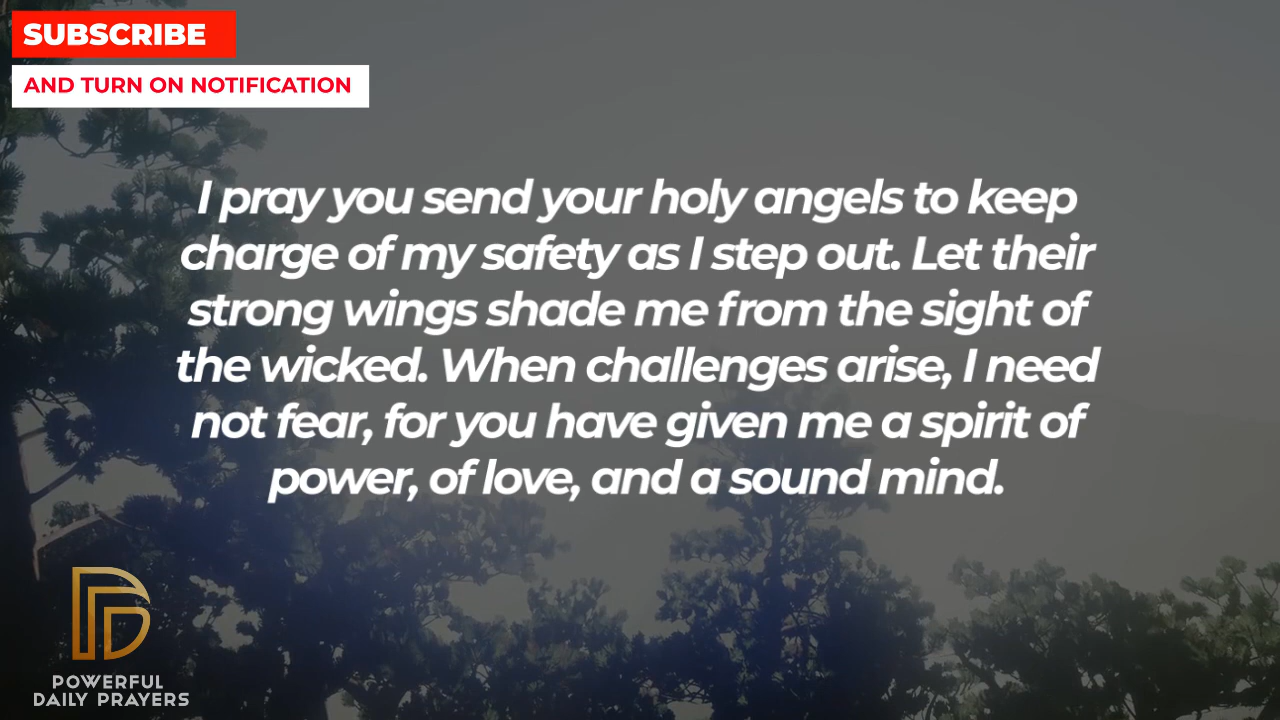 SUBSCRIBE
AND TURN ON NOTIFICATION
I pray you send your holy angels to keep
charge of my safety as I step out. Let their
strong wings shade me from the sight of
the wicked. When challenges arise, I need
not fear, for you have given me a spirit of
power, of love, and a sound mind.
POWERFUL
DAILY PRAYERS